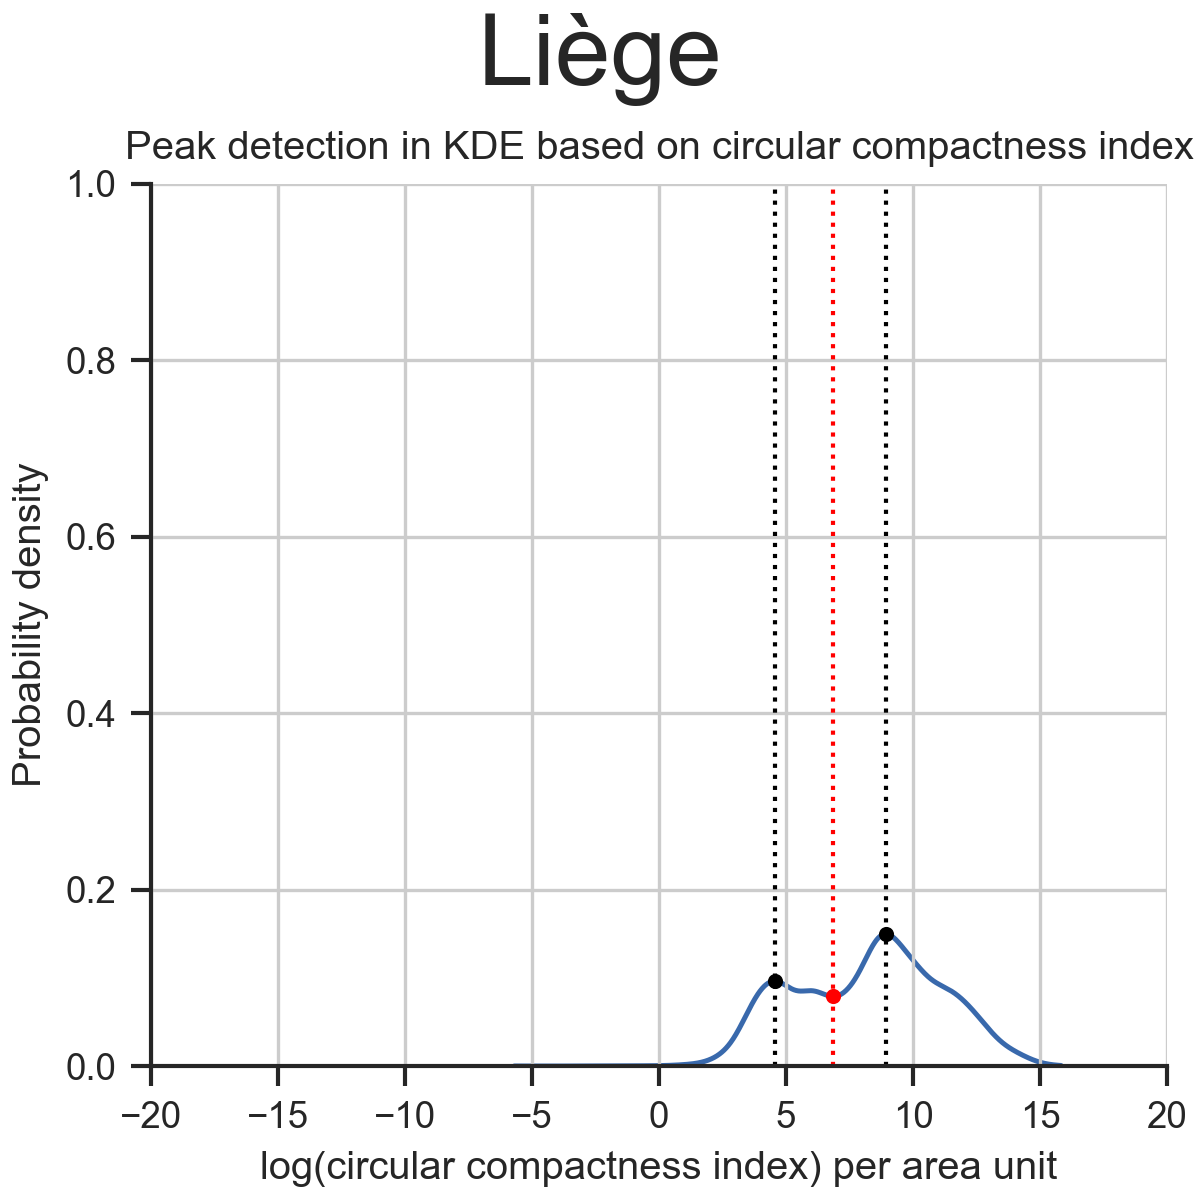 Liège
Peak detection in KDE based on circular compactness index
1.0
0.8
0.6
0.4
0.2
0.0
Probability density
−20 −15 −10 −5 0 5 10 15 20
log(circular compactness index) per area unit